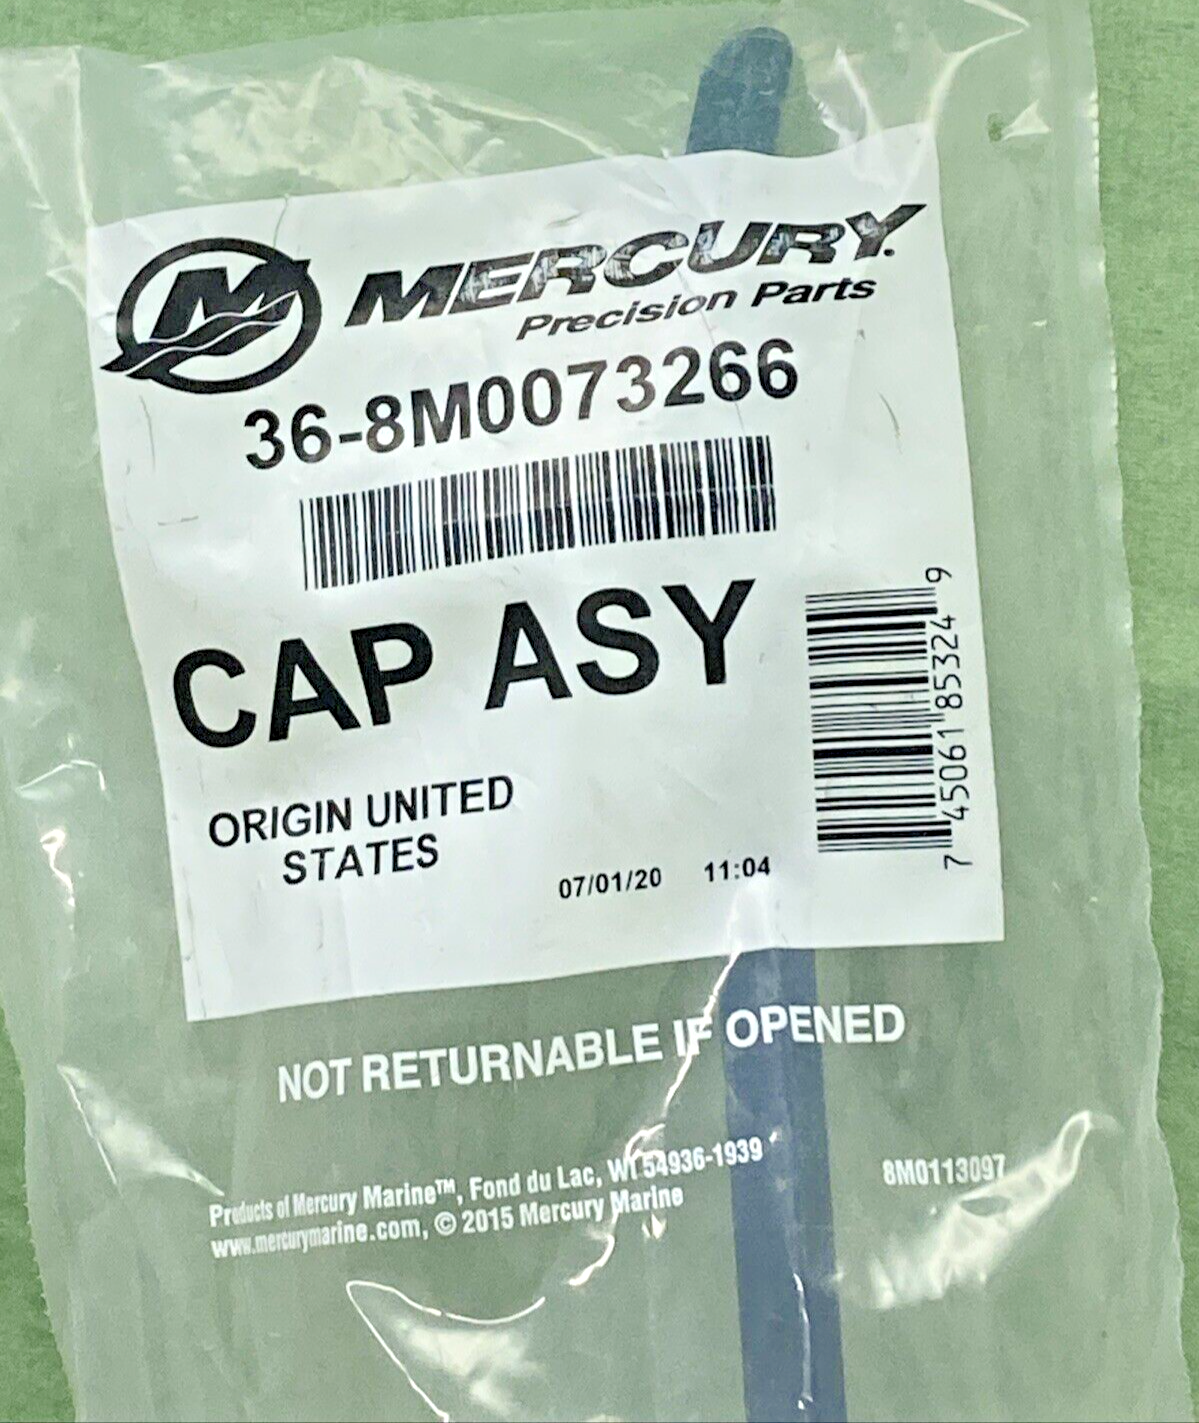 M MERCURY
Precision Parts
36-8M0073266
CAP ASY
ORIGIN UNITED
STATES
07/01/20 11:04
7 45061 85324 9
NOT RETURNABLE IF OPENED
Products of Mercury Marine™, Fond du Lac, WI 54936-1939
www.mercurymarine.com, © 2015 Mercury Marine
8M0113097